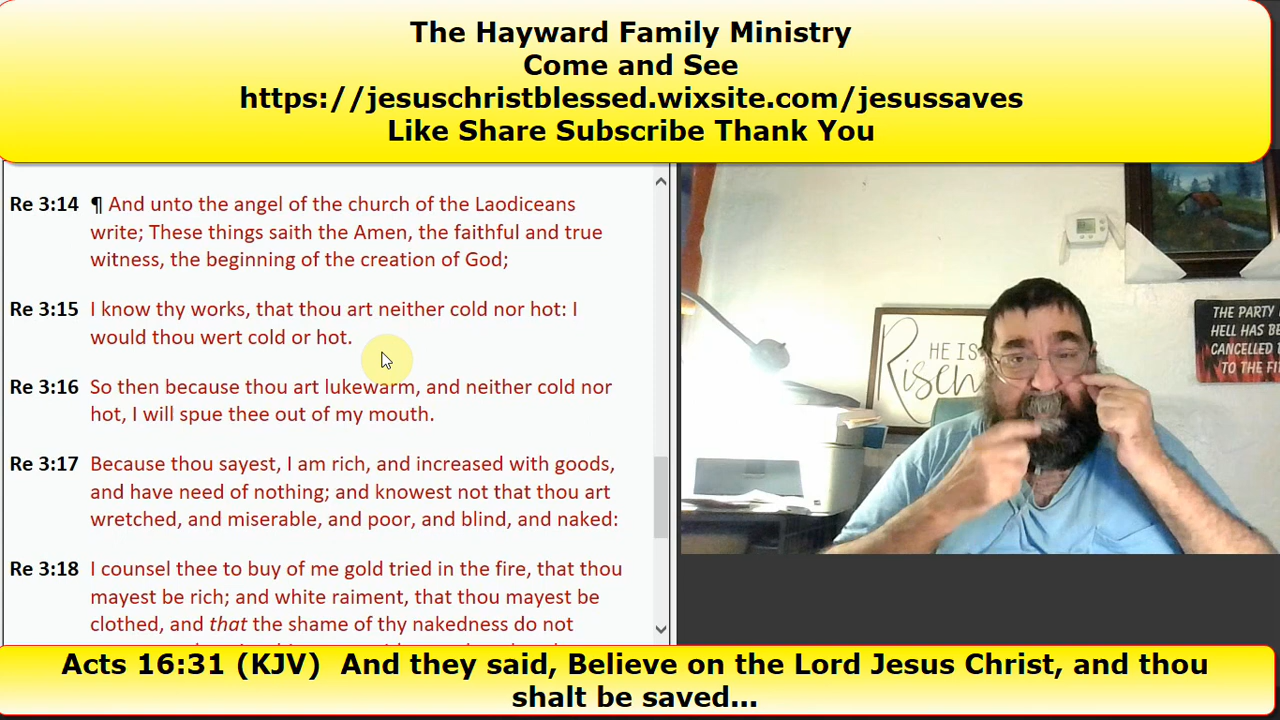 The Hayward Family Ministry
Come and See
https://jesuschristblessed.wixsite.com/jesussaves
Like Share Subscribe Thank You
Re 3:14 ¶ And unto the angel of the church of the Laodiceans
write; These things saith the Amen, the faithful and true
witness, the beginning of the creation of God;
Re 3:15 I know thy works, that thou art neither cold nor hot: I
would thou wert cold or hot.
Re 3:16 So then because thou art lukewarm, and neither cold nor
hot, I will spue thee out of my mouth.
Re 3:17 Because thou sayest, I am rich, and increased with goods,
and have need of nothing; and knowest not that thou art
wretched, and miserable, and poor, and blind, and naked:
Re 3:18 I counsel thee to buy of me gold tried in the fire, that thou
mayest be rich; and white raiment, that thou mayest be
clothed, and that the shame of thy nakedness do not
HE IS
Risen
THE PARTY
HELL HAS BE
CANCELLED
TO THE FI
Acts 16:31 (KJV) And they said, Believe on the Lord Jesus Christ, and thou
shalt be saved...